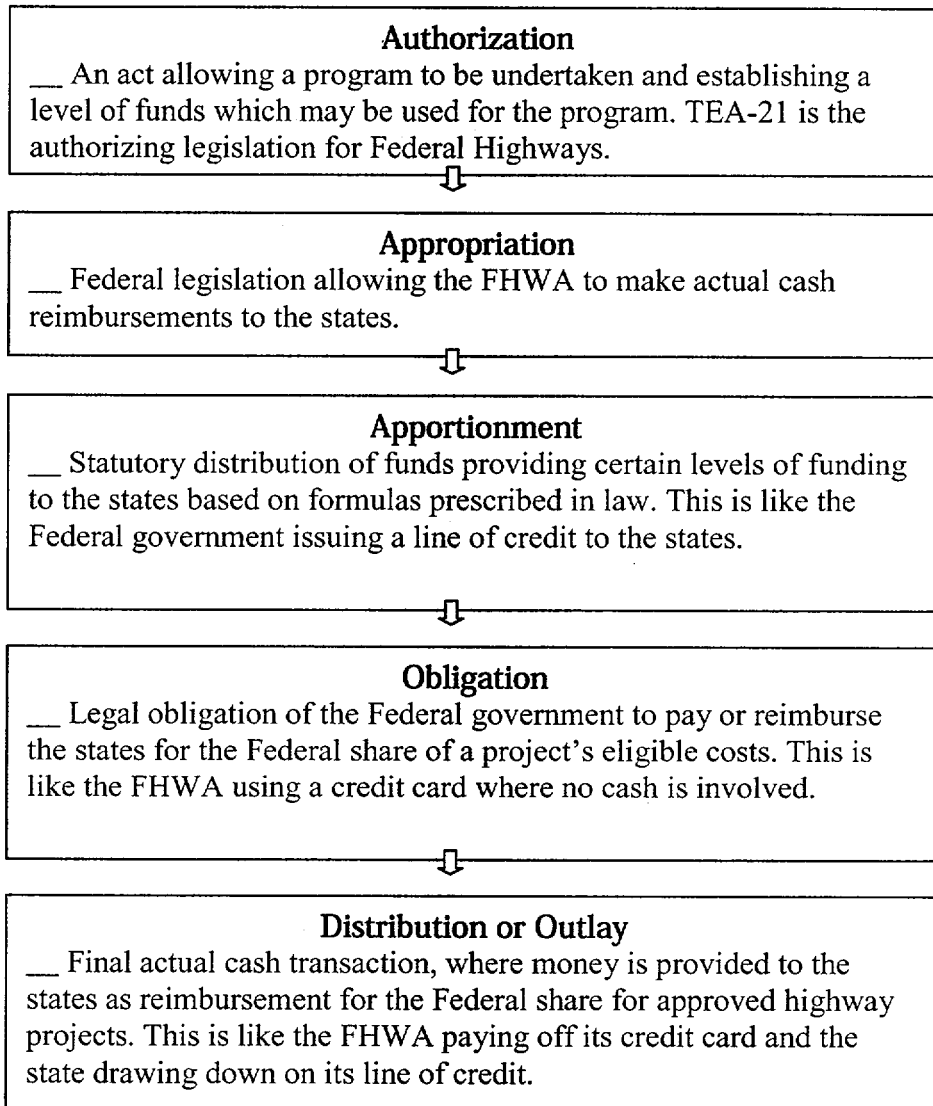 Authorization
__ An act allowing a program to be undertaken and establishing a
level of funds which may be used for the program. TEA-21 is the
authorizing legislation for Federal Highways.
Appropriation
__ Federal legislation allowing the FHWA to make actual cash
reimbursements to the states.
Apportionment
__ Statutory distribution of funds providing certain levels of funding
to the states based on formulas prescribed in law. This is like the
Federal government issuing a line of credit to the states.
Obligation
__ Legal obligation of the Federal government to pay or reimburse
the states for the Federal share of a project's eligible costs. This is
like the FHWA using a credit card where no cash is involved.
Distribution or Outlay
__ Final actual cash transaction, where money is provided to the
states as reimbursement for the Federal share for approved highway
projects. This is like the FHWA paying off its credit card and the
state drawing down on its line of credit.